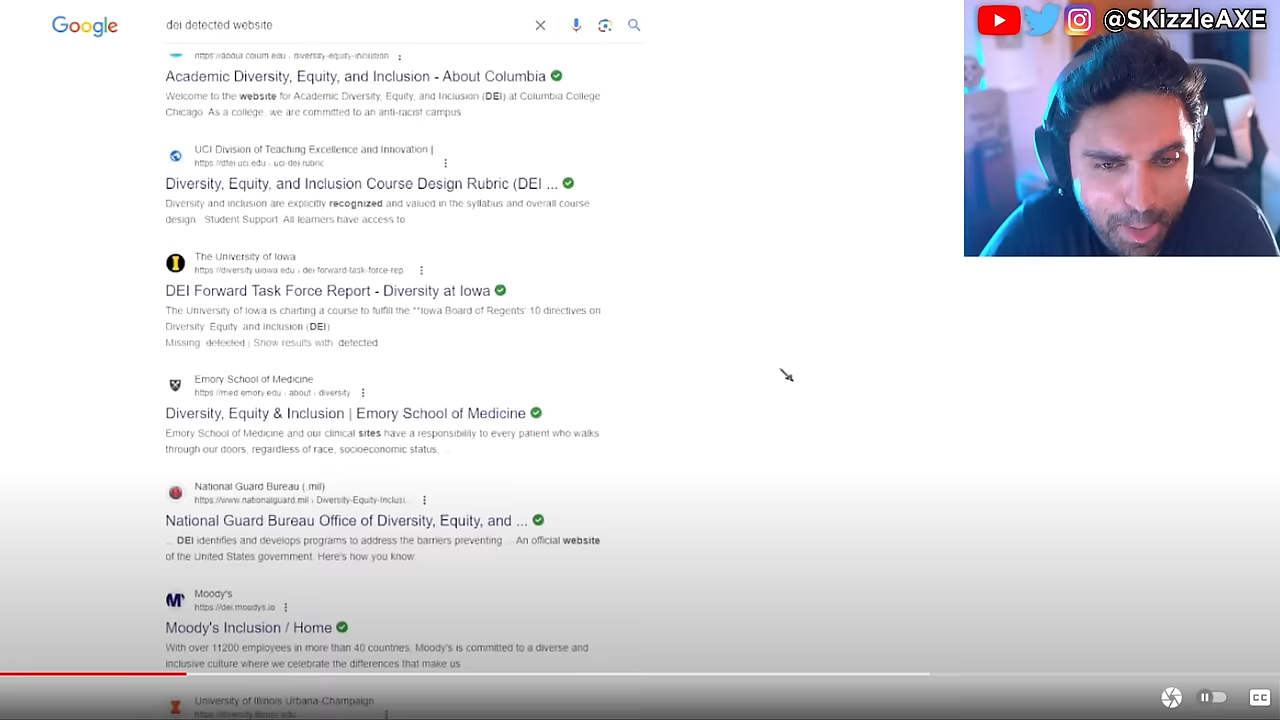 Google
dei detected website
@SKizzleAXE
https://about.colum.edu › diversity-equity-inclusion
Academic Diversity, Equity, and Inclusion - About Columbia
Welcome to the website for Academic Diversity, Equity, and Inclusion (DEI) at Columbia College
Chicago. As a college, we are committed to an anti-racist campus
UCI Division of Teaching Excellence and Innovation |
https://dtei.uci.edu › uci-dei-rubric
Diversity, Equity, and Inclusion Course Design Rubric (DEI ...
Diversity and inclusion are explicitly recognized and valued in the syllabus and overall course
design. Student Support. All learners have access to
The University of Iowa
https://diversity.uiowa.edu › dei-forward-task-force-rep
DEI Forward Task Force Report - Diversity at Iowa
The University of Iowa is charting a course to fulfill the **Iowa Board of Regents' 10 directives on
Diversity, Equity, and Inclusion (DEI)
Missing: detected | Show results with: detected
Emory School of Medicine
https://med.emory.edu › about › diversity
Diversity, Equity & Inclusion | Emory School of Medicine
Emory School of Medicine and our clinical sites have a responsibility to every patient who walks
through our doors, regardless of race, socioeconomic status, ...
National Guard Bureau (.mil)
https://www.nationalguard.mil › Diversity-Equity-Inclusi...
National Guard Bureau Office of Diversity, Equity, and ...
... DEI identifies and develops programs to address the barriers preventing ... An official website
of the United States government. Here's how you know
Moody's
https://dei.moodys.io
Moody's Inclusion / Home
With over 11200 employees in more than 40 countries, Moody's is committed to a diverse and
inclusive culture where we celebrate the differences that make us ...
University of Illinois Urbana-Champaign
https://diversity.illinois.edu
CC